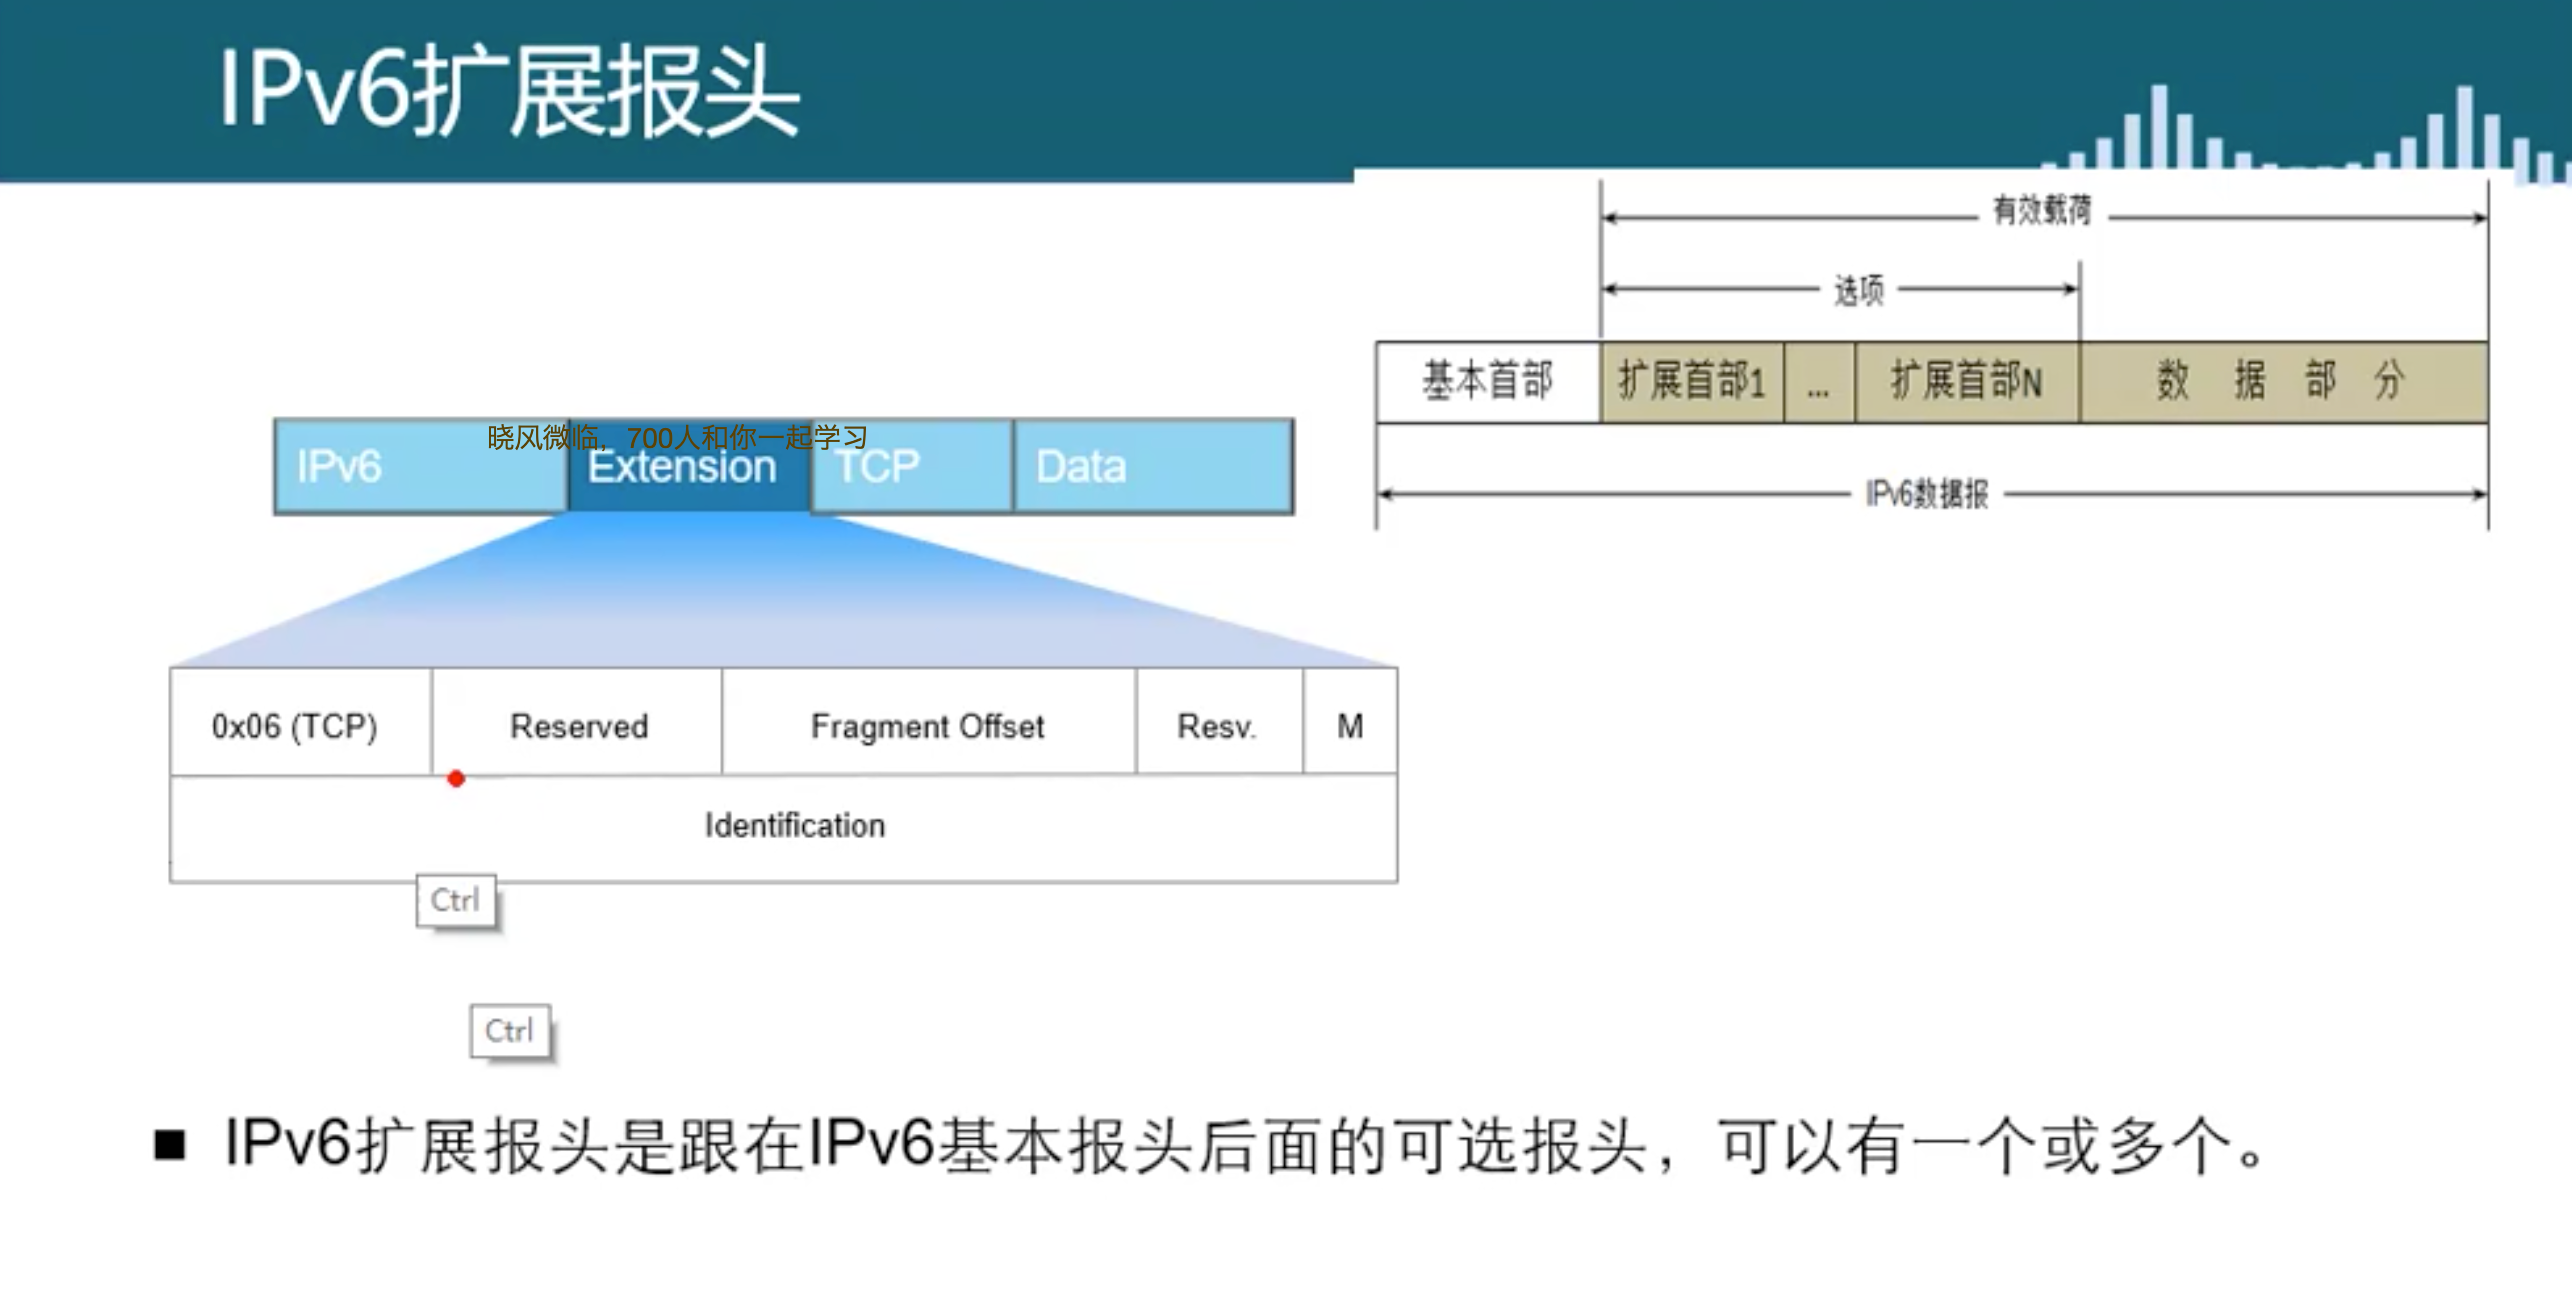 IPv6扩展报头
有效载荷
选项
基本首部 扩展首部1 ... 扩展首部N 数据部分
IPv6数据报
晓风微临，700人和你一起学习
IPv6 Extension TCP Data
0x06 (TCP) Reserved Fragment Offset Resv. M
Identification
Ctrl
Ctrl
■ IPv6扩展报头是跟在IPv6基本报头后面的可选报头，可以有一个或多个。